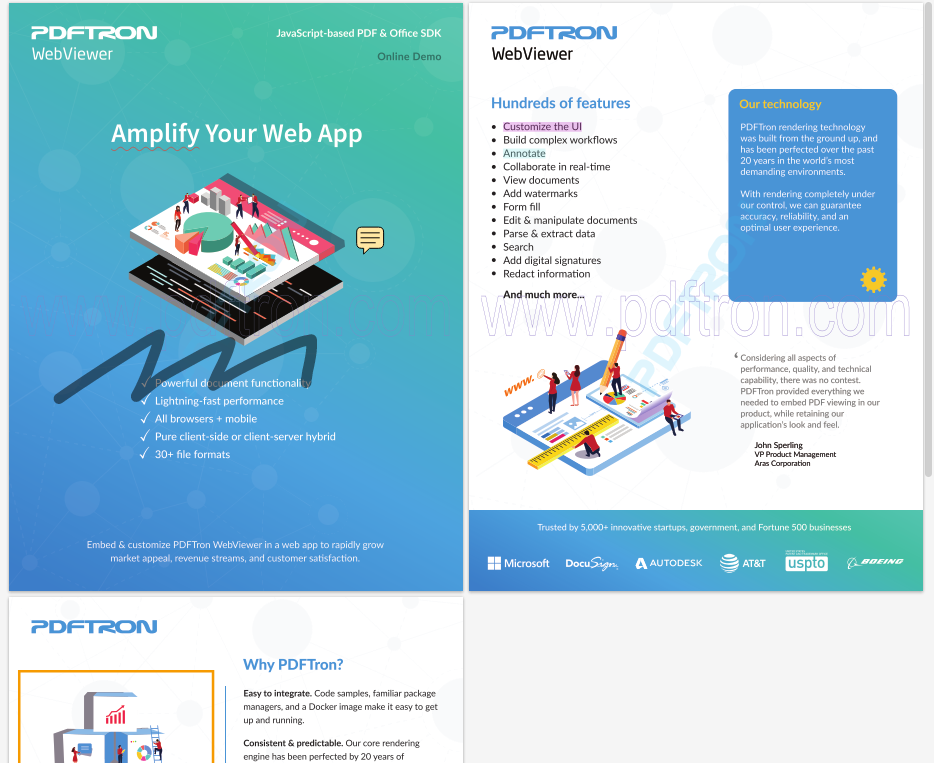 PDFTRON
WebViewer
JavaScript-based PDF & Office SDK
Online Demo
Amplify Your Web App
www.pdftron.com
✓ Powerful document functionality
✓ Lightning-fast performance
✓ All browsers + mobile
✓ Pure client-side or client-server hybrid
✓ 30+ file formats
Embed & customize PDFTron WebViewer in a web app to rapidly grow
market appeal, revenue streams, and customer satisfaction.
PDFTRON
WebViewer
Hundreds of features
• Customize the UI
• Build complex workflows
• Annotate
• Collaborate in real-time
• View documents
• Add watermarks
• Form fill
• Edit & manipulate documents
• Parse & extract data
• Search
• Add digital signatures
• Redact information
And much more...
Our technology
PDFTron rendering technology
was built from the ground up, and
has been perfected over the past
20 years in the world's most
demanding environments.
With rendering completely under
our control, we can guarantee
accuracy, reliability, and an
optimal user experience.
PDFTRON
www.pdftron.com
www.
‘ Considering all aspects of
performance, quality, and technical
capability, there was no contest.
PDFTron provided everything we
needed to embed PDF viewing in our
product, while retaining our
application's look and feel.
John Sperling
VP Product Management
Aras Corporation
Trusted by 5,000+ innovative startups, government, and Fortune 500 businesses
Microsoft
DocuSign
AUTODESK
AT&T
uspto
BOEING
PDFTRON
Why PDFTron?
Easy to integrate. Code samples, familiar package
managers, and a Docker image make it easy to get
up and running.
Consistent & predictable. Our core rendering
engine has been perfected by 20 years of